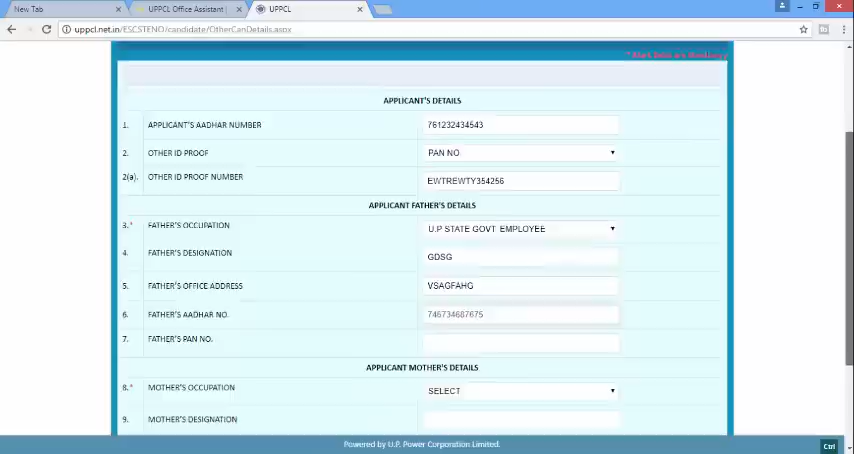 New Tab
UPPCL Office Assistant |
UPPCL
uppcl.net.in/ESCSTENO/candidate/OtherCanDetails.aspx
* Mark fields are Mandatory
APPLICANT'S DETAILS
1. APPLICANT'S AADHAR NUMBER 761232434543
2. OTHER ID PROOF PAN NO
2(a). OTHER ID PROOF NUMBER EWTREWTY354256
APPLICANT FATHER'S DETAILS
3.* FATHER'S OCCUPATION U.P STATE GOVT EMPLOYEE
4. FATHER'S DESIGNATION GDSG
5. FATHER'S OFFICE ADDRESS VSAGFAHG
6. FATHER'S AADHAR NO. 746734687675
7. FATHER'S PAN NO.
APPLICANT MOTHER'S DETAILS
8.* MOTHER'S OCCUPATION SELECT
9. MOTHER'S DESIGNATION
Powered by U.P. Power Corporation Limited.
Ctrl